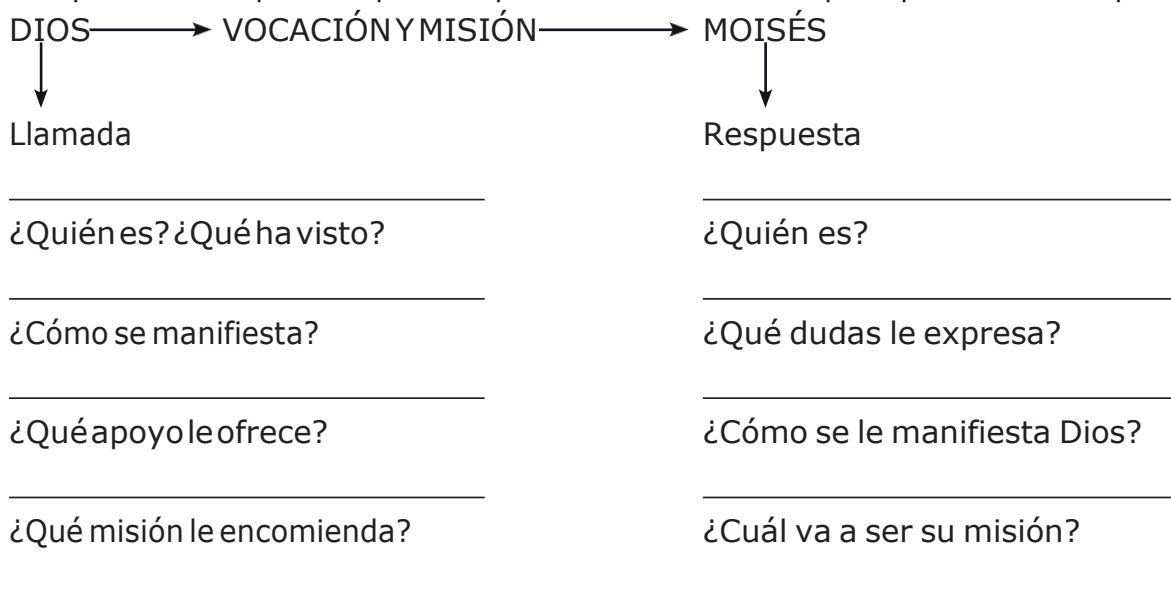 DIOS VOCACIÓN Y MISIÓN MOISÉS
Llamada
¿Quién es? ¿Qué ha visto?
¿Cómo se manifiesta?
¿Qué apoyo le ofrece?
¿Qué misión le encomienda?
Respuesta
¿Quién es?
¿Qué dudas le expresa?
¿Cómo se le manifiesta Dios?
¿Cuál va a ser su misión?